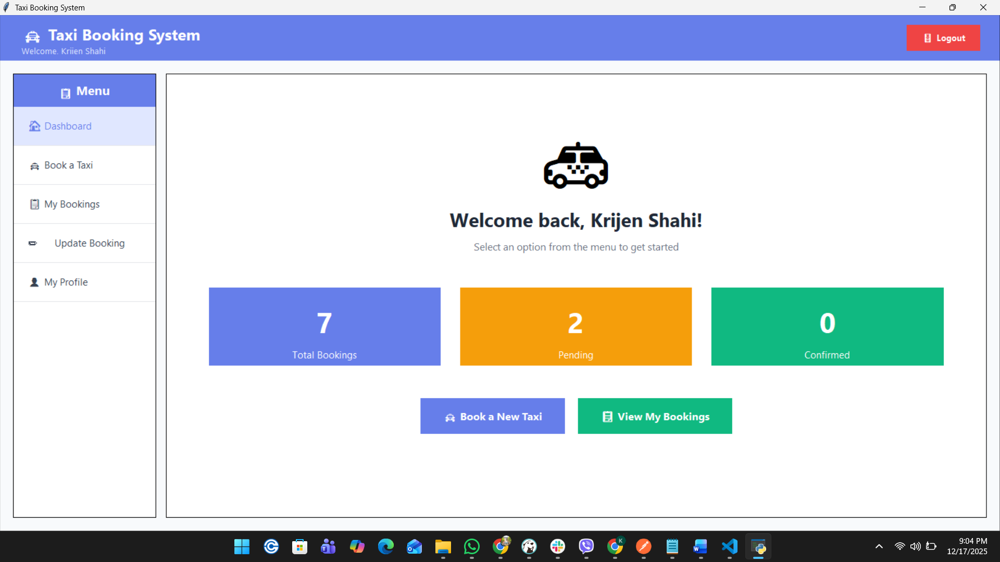 Taxi Booking System
Taxi Booking System
Welcome, Krijen Shahi
Logout
Menu
Dashboard
Book a Taxi
My Bookings
Update Booking
My Profile
Welcome back, Krijen Shahi!
Select an option from the menu to get started
7
Total Bookings
2
Pending
0
Confirmed
Book a New Taxi
View My Bookings
9:04 PM
12/17/2025